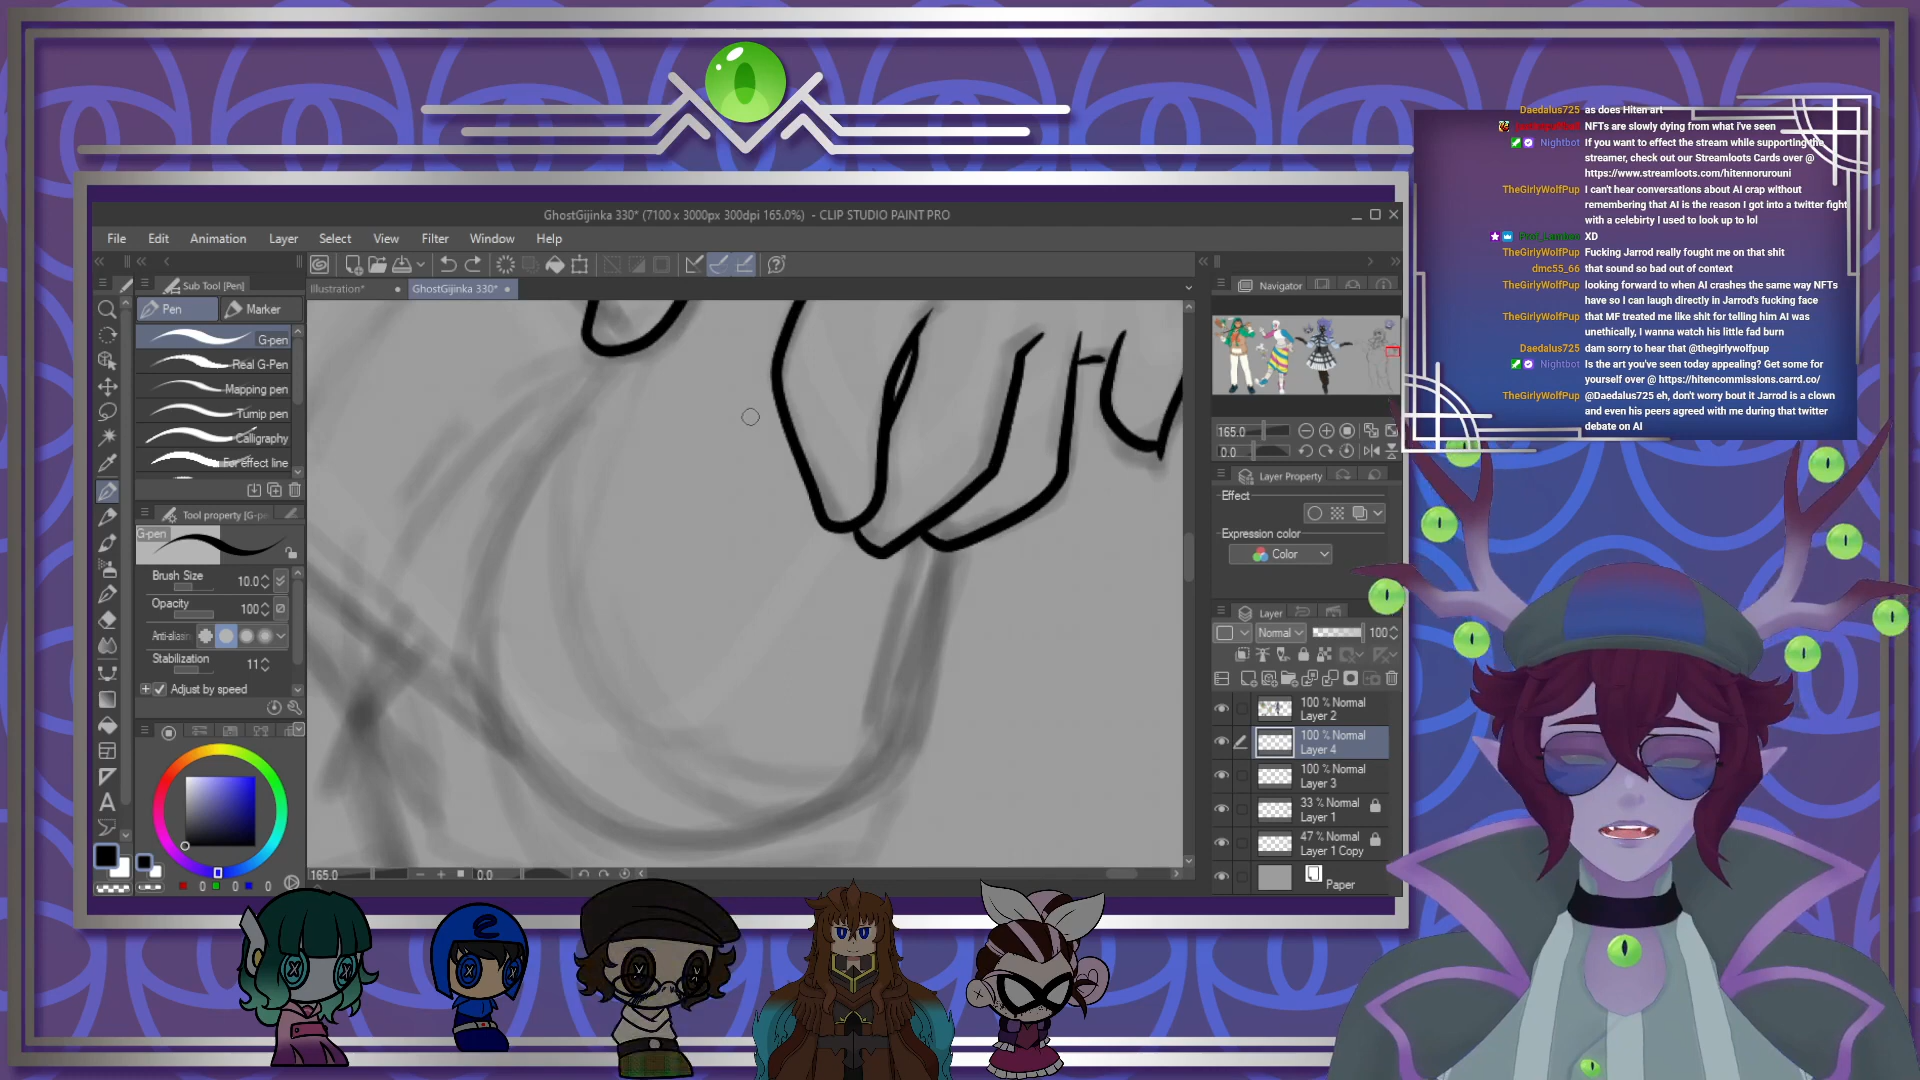 GhostGijinka 330* (7100 x 3000px 300dpi 165.0%) - CLIP STUDIO PAINT PRO
File Edit Animation Layer Select View Filter Window Help
Sub Tool [Pen]
Illustration*
GhostGijinka 330*
Pen
Marker
G-pen
Real G-Pen
Mapping pen
Turnip pen
Calligraphy
For effect line
Tool property [G-pe
G-pen
Brush Size 10.0
Opacity 100
Anti-aliasin
Stabilization 11
Adjust by speed
0 0 0
165.0 0.0
Navigator
165.0
0.0
Layer Property
Effect
Expression color
Color
Layer
Normal 100
100 % Normal
Layer 2
100 % Normal
Layer 4
100 % Normal
Layer 3
33 % Normal
Layer 1
47 % Normal
Layer 1 Copy
Paper
Daedalus725 as does Hiten art
NFTs are slowly dying from what i've seen
Nightbot If you want to effect the stream while supporting the
streamer, check out our Streamloots Cards over @
https://www.streamloots.com/hitennorurouni
TheGirlyWolfPup I can't hear conversations about AI crap without
remembering that AI is the reason I got into a twitter fight
with a celebirty I used to look up to lol
XD
TheGirlyWolfPup Fucking Jarrod really fought me on that shit
dmc55_66 that sound so bad out of context
TheGirlyWolfPup looking forward to when AI crashes the same way NFTs
have so I can laugh directly in Jarrod's fucking face
TheGirlyWolfPup that MF treated me like shit for telling him AI was
unethically, I wanna watch his little fad burn
Daedalus725 dam sorry to hear that @thegirlywolfpup
Nightbot Is the art you've seen today appealing? Get some for
yourself over @ https://hitencommissions.carrd.co/
TheGirlyWolfPup @Daedalus725 eh, don't worry bout it Jarrod is a clown
and even his peers agreed with me during that twitter
debate on AI